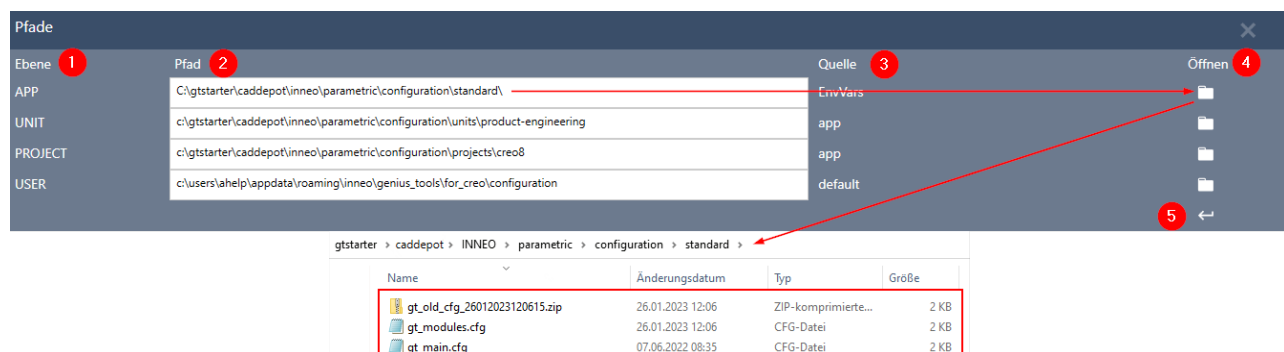 Pfade
Ebene 1 Pfad 2 Quelle 3 Öffnen 4
APP C:\gtstarter\caddepot\inneo\parametric\configuration\standard\ EnvVars
UNIT c:\gtstarter\caddepot\inneo\parametric\configuration\units\product-engineering app
PROJECT c:\gtstarter\caddepot\inneo\parametric\configuration\projects\creo8 app
USER c:\users\ahelp\appdata\roaming\inneo\genius_tools\for_creo\configuration default
5
gtstarter > caddepot > INNEO > parametric > configuration > standard >
Name Änderungsdatum Typ Größe
gt_old_cfg_26012023120615.zip 26.01.2023 12:06 ZIP-komprimierte... 2 KB
gt_modules.cfg 26.01.2023 12:06 CFG-Datei 2 KB
gt_main.cfg 07.06.2022 08:35 CFG-Datei 2 KB